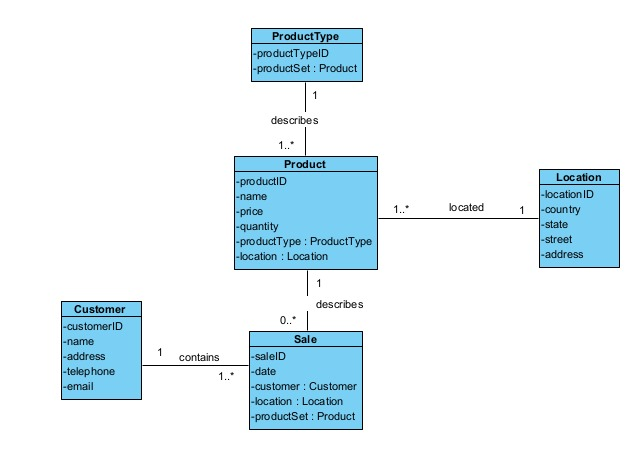 ProductType
-productTypeID
-productSet : Product
1
describes
1..*
Product
-productID
-name
-price
-quantity
-productType : ProductType
-location : Location
1..*
located
1
Location
-locationID
-country
-state
-street
-address
1
describes
0..*
Customer
-customerID
-name
-address
-telephone
-email
1
contains
1..*
Sale
-saleID
-date
-customer : Customer
-location : Location
-productSet : Product